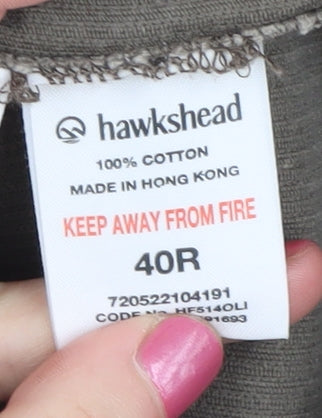 hawkshead
100% COTTON
MADE IN HONG KONG
KEEP AWAY FROM FIRE
40R
720522104191
CODE No HF514OLI